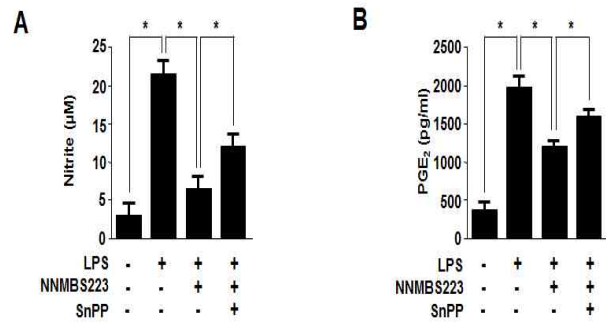 A
* * *
Nitrite (μM)
25
20
15
10
5
0
LPS - + + +
NNMBS223 - - + +
SnPP - - - +
B
* * *
PGE₂ (pg/ml)
2500
2000
1500
1000
500
0
LPS - + + +
NNMBS223 - - + +
SnPP - - - +